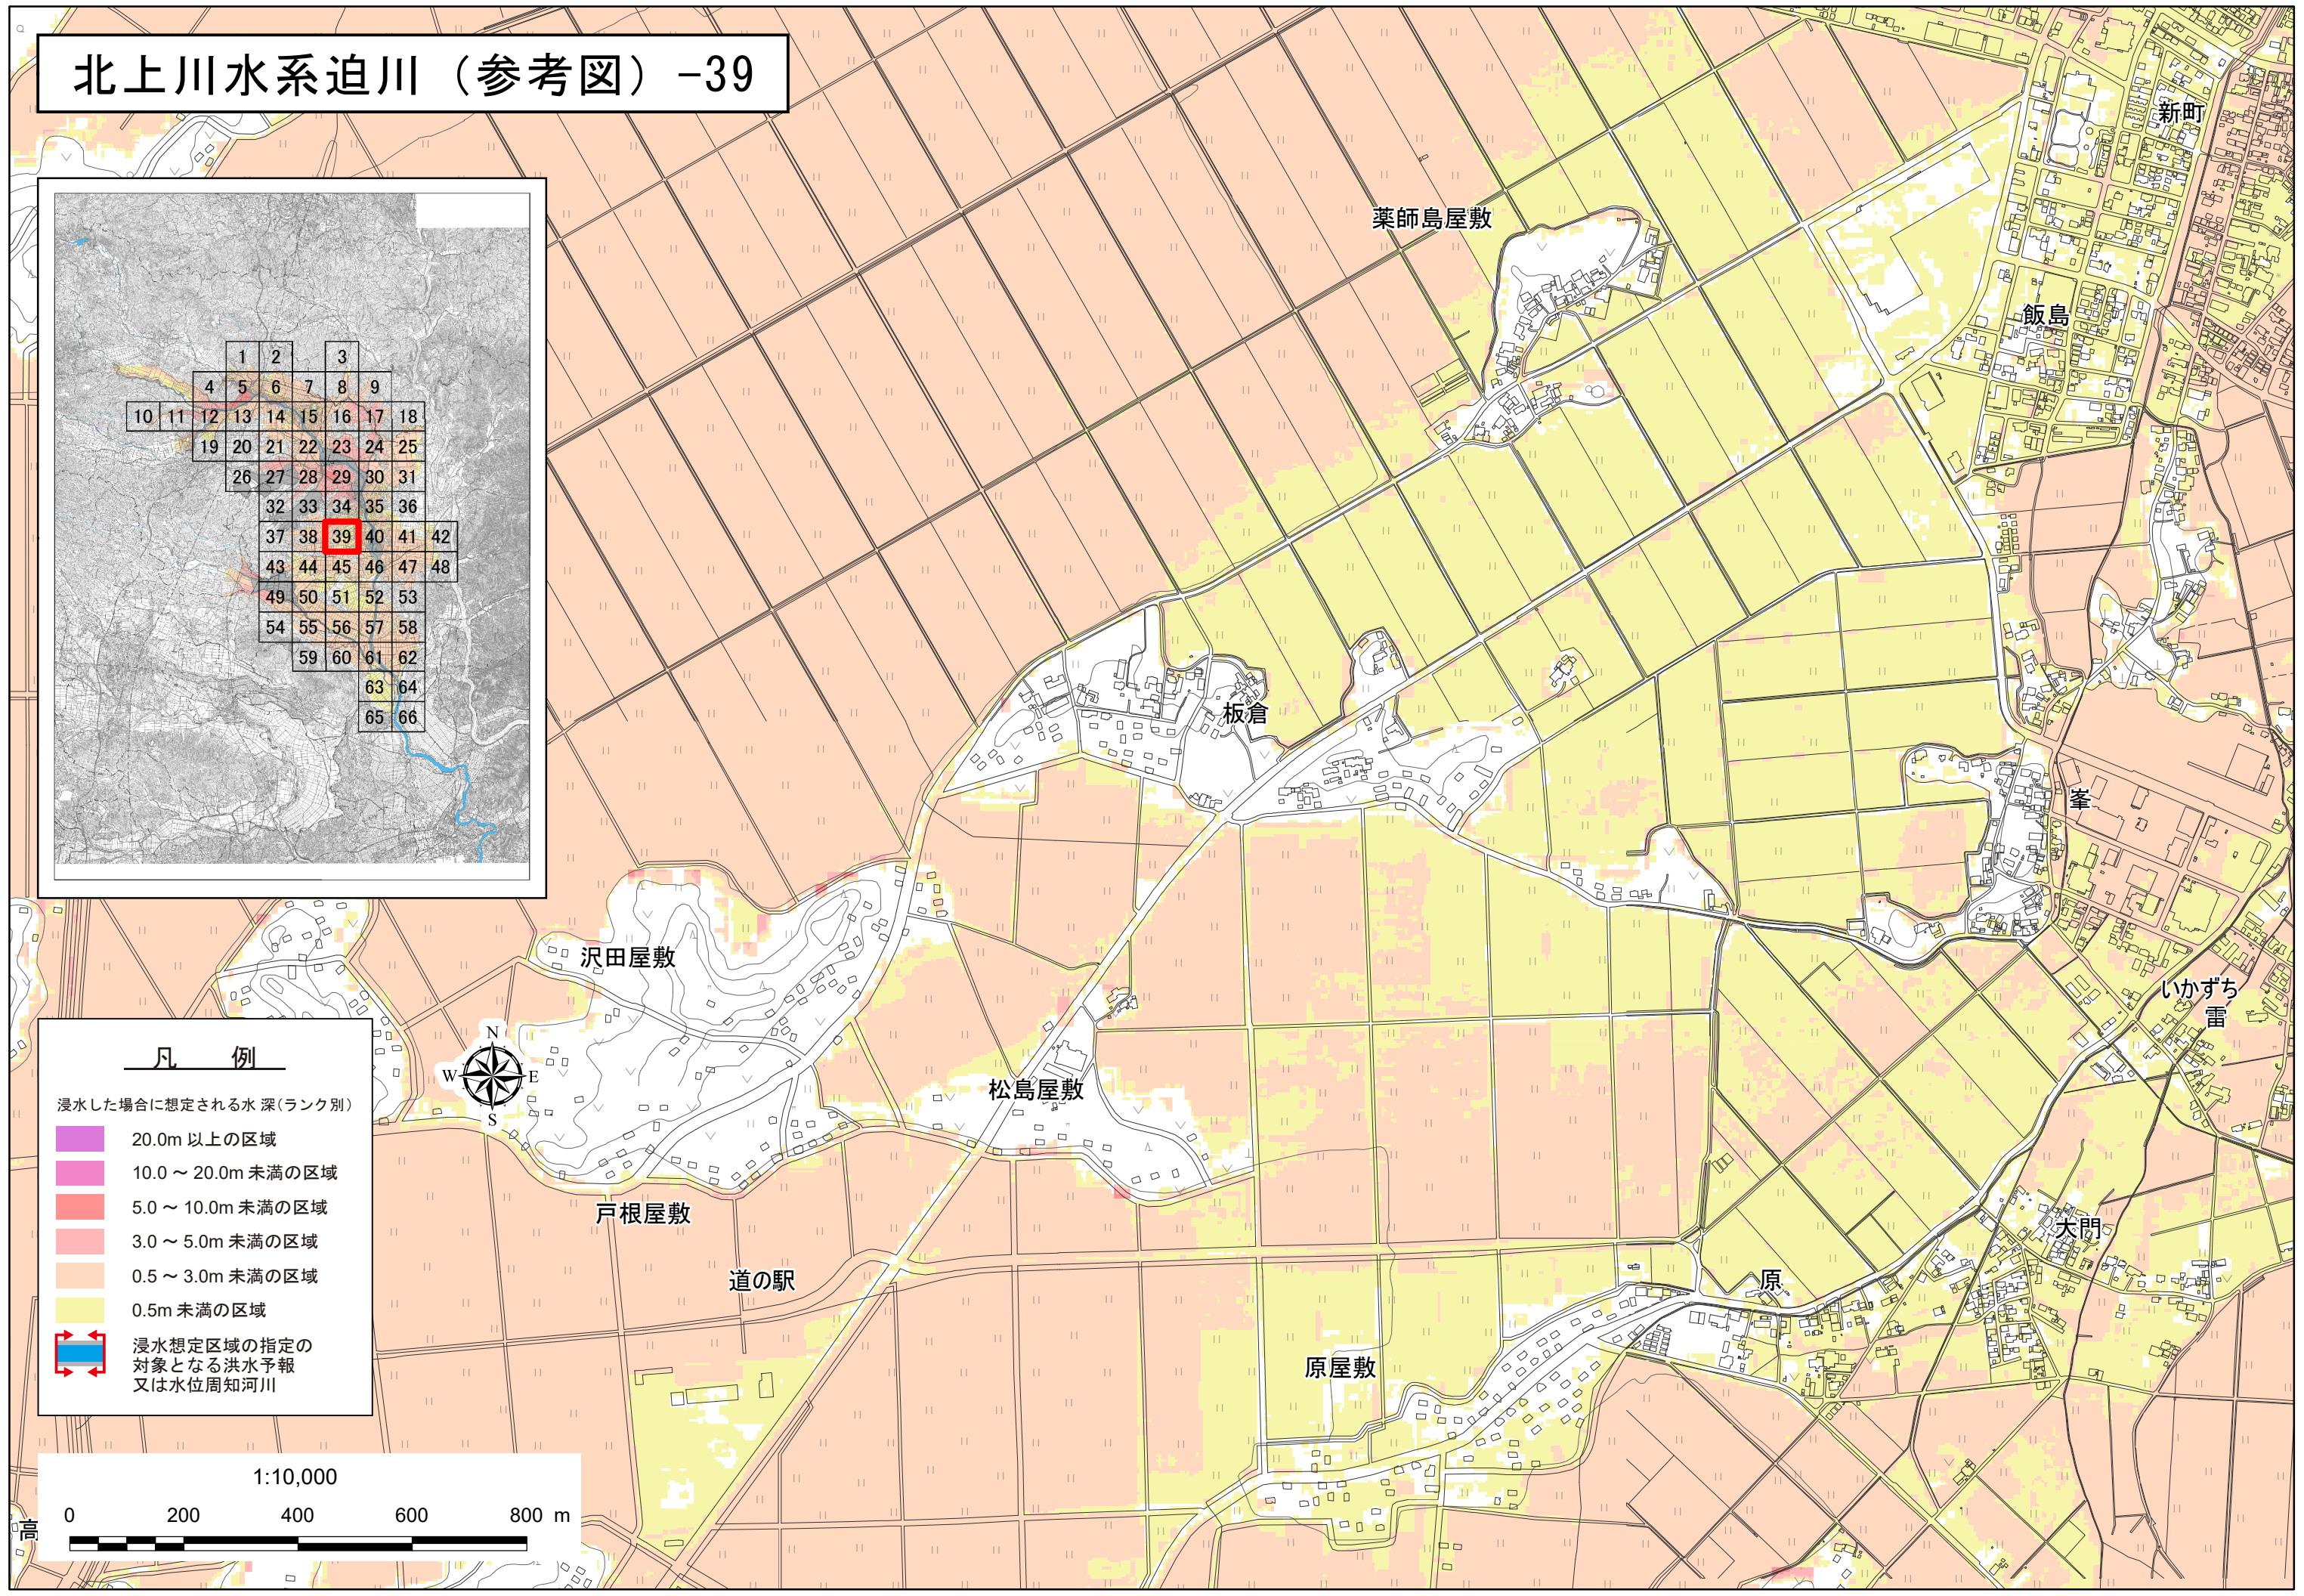 北上川水系迫川（参考図）-39
1 2 3
4 5 6 7 8 9
10 11 12 13 14 15 16 17 18
19 20 21 22 23 24 25
26 27 28 29 30 31
32 33 34 35 36
37 38 39 40 41 42
43 44 45 46 47 48
49 50 51 52 53
54 55 56 57 58
59 60 61 62
63 64
65 66
新町
薬師島屋敷
飯島
板倉
峯
沢田屋敷
いかずち
雷
松島屋敷
戸根屋敷
大門
道の駅
原
原屋敷
高
N
W E
S
凡 例
浸水した場合に想定される水 深(ランク別)
20.0m 以上の区域
10.0 ～ 20.0m 未満の区域
5.0 ～ 10.0m 未満の区域
3.0 ～ 5.0m 未満の区域
0.5 ～ 3.0m 未満の区域
0.5m 未満の区域
浸水想定区域の指定の
対象となる洪水予報
又は水位周知河川
1:10,000
0 200 400 600 800 m